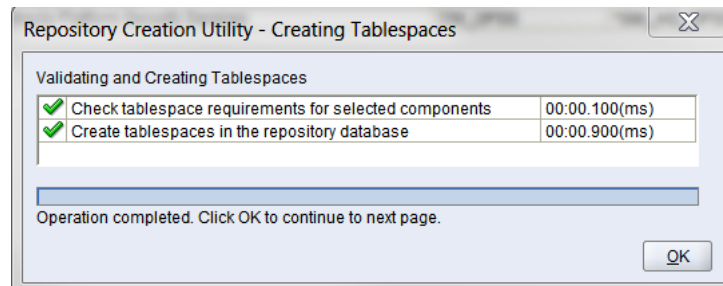 Repository Creation Utility - Creating Tablespaces
Validating and Creating Tablespaces
Check tablespace requirements for selected components 00:00.100(ms)
Create tablespaces in the repository database 00:00.900(ms)
Operation completed. Click OK to continue to next page.
OK